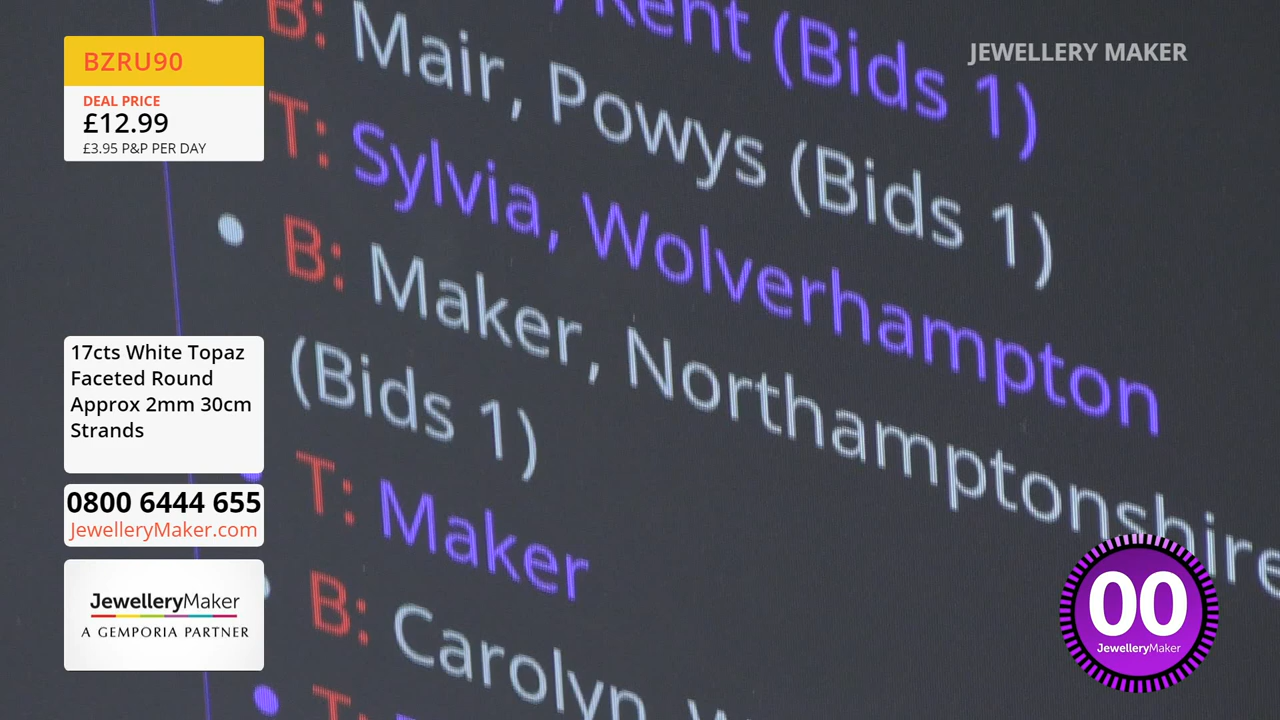 BZRU90
DEAL PRICE
£12.99
£3.95 P&P PER DAY
17cts White Topaz
Faceted Round
Approx 2mm 30cm
Strands
0800 6444 655
JewelleryMaker.com
JewelleryMaker
A GEMPORIA PARTNER
JEWELLERY MAKER
Kent (Bids 1)
B: Mair, Powys (Bids 1)
T: Sylvia, Wolverhampton
B: Maker, Northamptonshire
(Bids 1)
T: Maker
B: Carolyn,
T:
00
JewelleryMaker